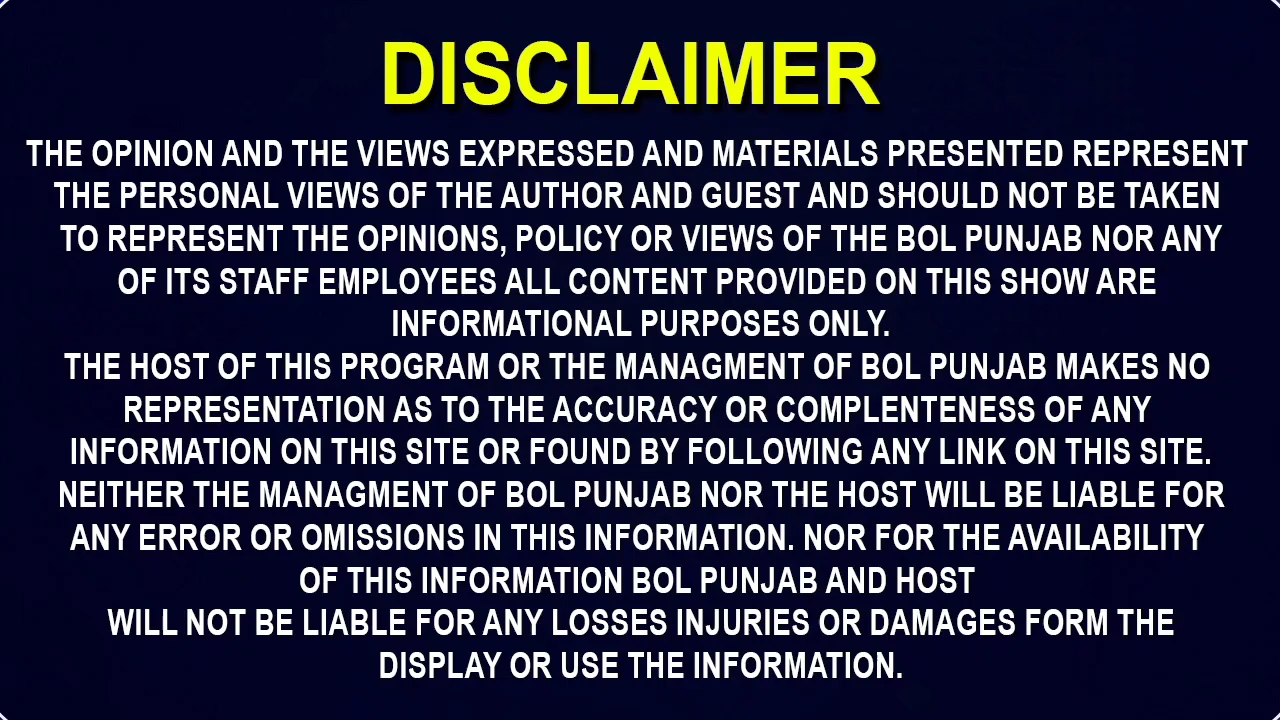 DISCLAIMER
THE OPINION AND THE VIEWS EXPRESSED AND MATERIALS PRESENTED REPRESENT
THE PERSONAL VIEWS OF THE AUTHOR AND GUEST AND SHOULD NOT BE TAKEN
TO REPRESENT THE OPINIONS, POLICY OR VIEWS OF THE BOL PUNJAB NOR ANY
OF ITS STAFF EMPLOYEES ALL CONTENT PROVIDED ON THIS SHOW ARE
INFORMATIONAL PURPOSES ONLY.
THE HOST OF THIS PROGRAM OR THE MANAGMENT OF BOL PUNJAB MAKES NO
REPRESENTATION AS TO THE ACCURACY OR COMPLENTENESS OF ANY
INFORMATION ON THIS SITE OR FOUND BY FOLLOWING ANY LINK ON THIS SITE.
NEITHER THE MANAGMENT OF BOL PUNJAB NOR THE HOST WILL BE LIABLE FOR
ANY ERROR OR OMISSIONS IN THIS INFORMATION. NOR FOR THE AVAILABILITY
OF THIS INFORMATION BOL PUNJAB AND HOST
WILL NOT BE LIABLE FOR ANY LOSSES INJURIES OR DAMAGES FORM THE
DISPLAY OR USE THE INFORMATION.